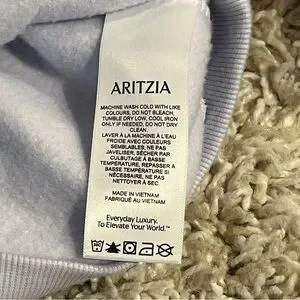 ARITZIA
MACHINE WASH COLD WITH LIKE
COLOURS, DO NOT BLEACH,
TUMBLE DRY LOW, COOL IRON
ONLY IF NEEDED, DO NOT DRY
CLEAN.
LAVER À LA MACHINE À L'EAU
FROIDE AVEC COULEURS
SEMBLABLES, NE PAS
JAVELISER, SÉCHER PAR
CULBUTAGE À BASSE
TEMPÉRATURE, REPASSER À
BASSE TEMPÉRATURE SI
NÉCESSAIRE, NE PAS
NETTOYER À SEC.
MADE IN VIETNAM
FABRIQUÉ AU VIETNAM
Everyday Luxury.
To Elevate Your World.™